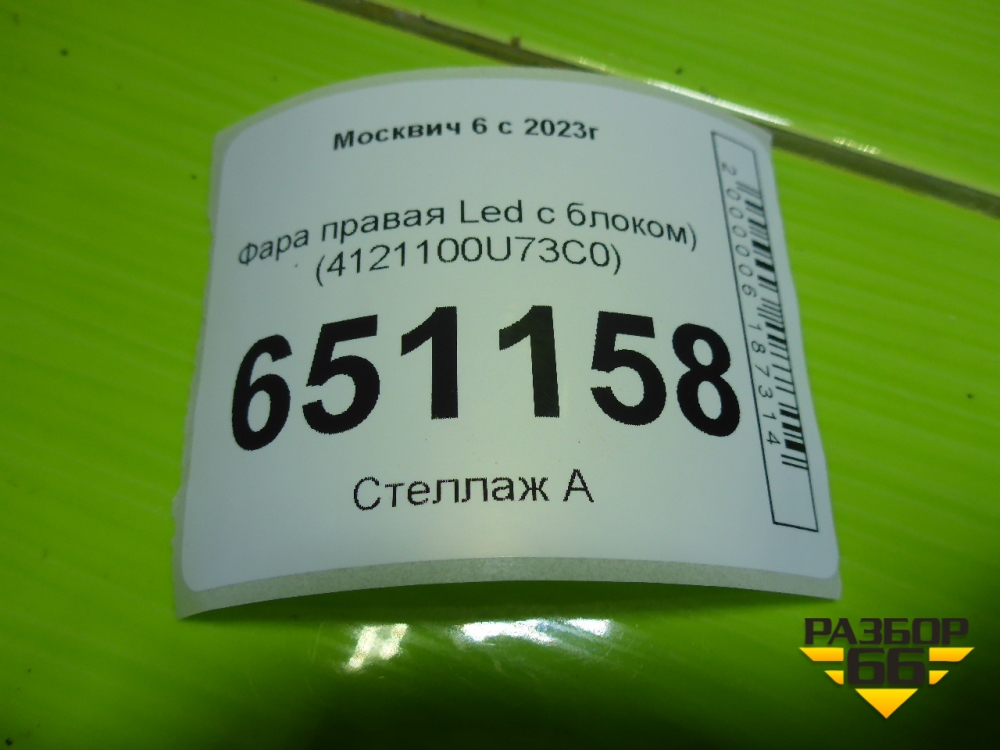 Москвич 6 с 2023г
Фара правая Led с блоком)
(4121100U73C0)
651158
Стеллаж А
2000006187314
РАЗБОР
66